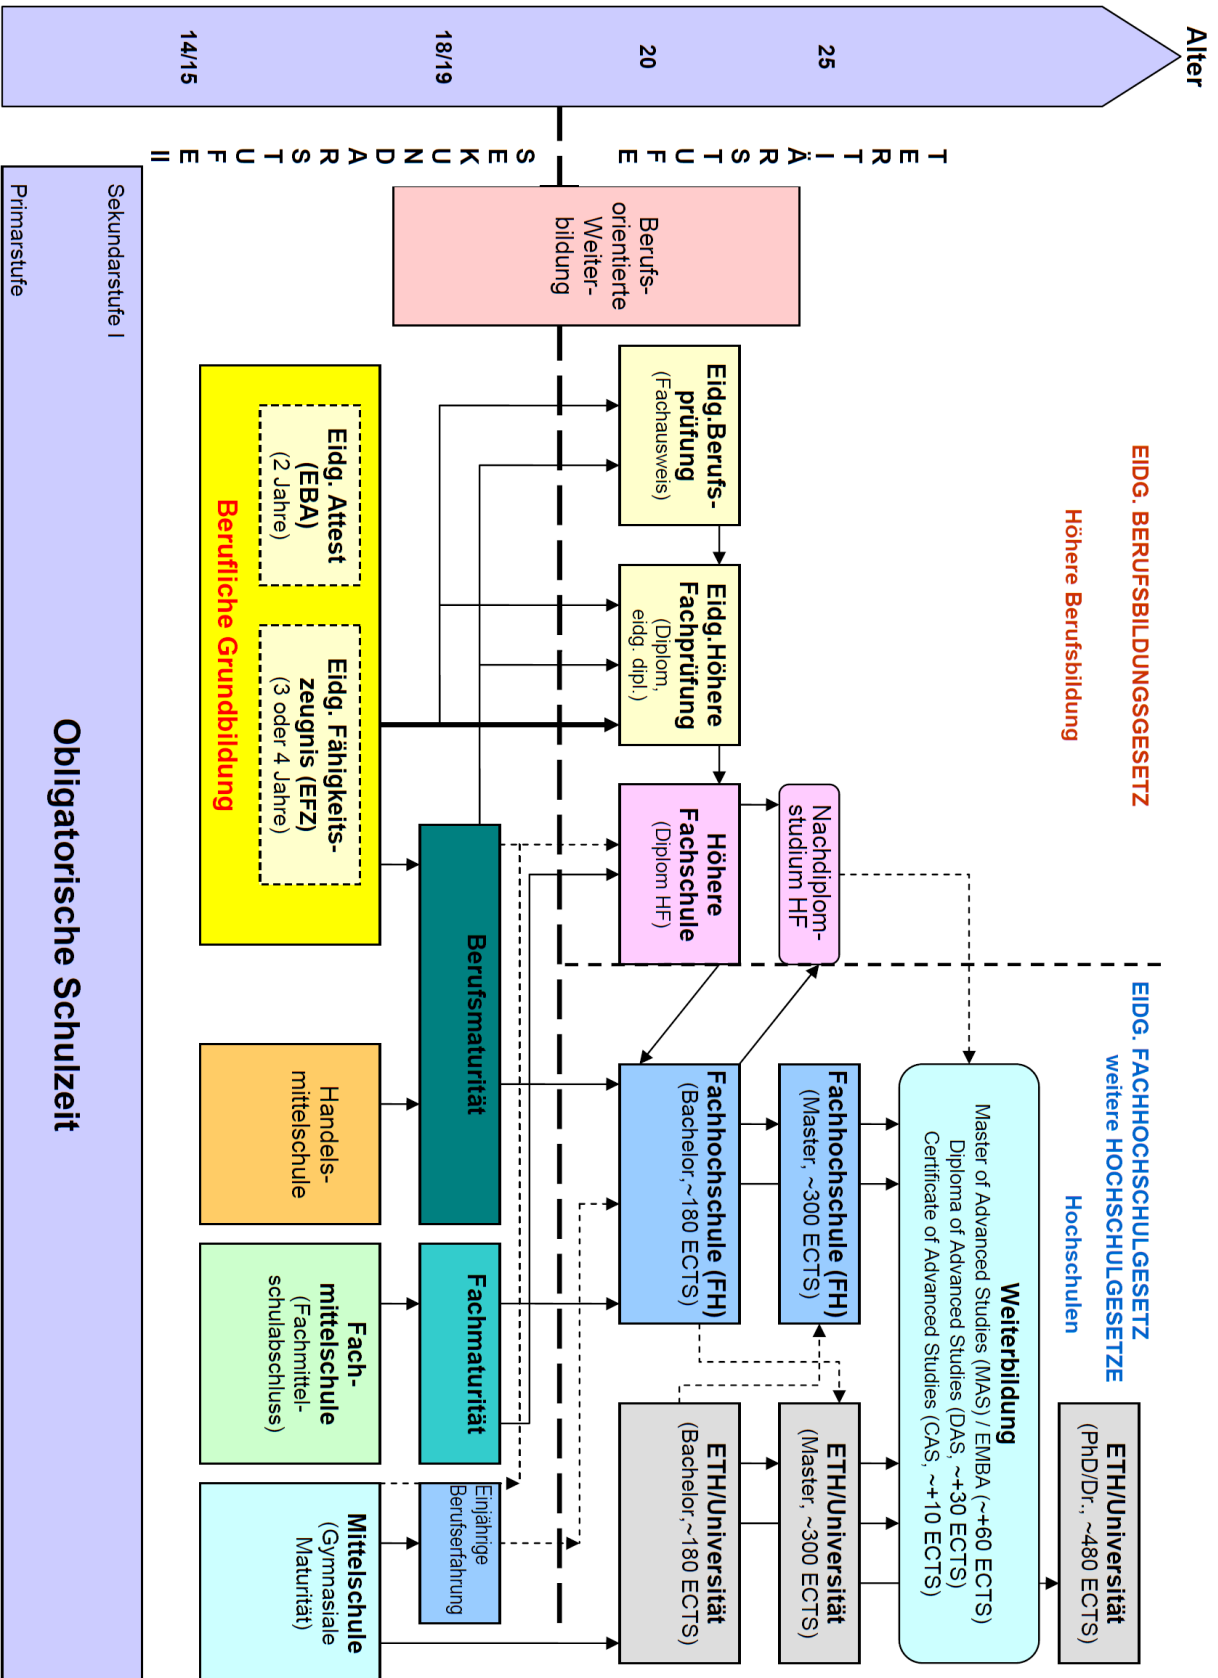 Alter
25
20
18/19
14/15
TERTIÄRSTUFE
SEKUNDARSTUFE II
EIDG. BERUFSBILDUNGSGESETZ
Höhere Berufsbildung
EIDG. FACHHOCHSCHULGESETZ
weitere HOCHSCHULGESETZE
Hochschulen
Berufs-
orientierte
Weiter-
bildung
Eidg.Berufs-
prüfung
(Fachausweis)
Eidg.Höhere
Fachprüfung
(Diplom,
eidg. dipl.)
Höhere
Fachschule
(Diplom HF)
Nachdiplom-
studium HF
Fachhochschule (FH)
(Bachelor,~180 ECTS)
Fachhochschule (FH)
(Master, ~300 ECTS)
Weiterbildung
Master of Advanced Studies (MAS) / EMBA (~+60 ECTS)
Diploma of Advanced Studies (DAS, ~+30 ECTS)
Certificate of Advanced Studies (CAS, ~+10 ECTS)
ETH/Universität
(PhD/Dr., ~480 ECTS)
ETH/Universität
(Master, ~300 ECTS)
ETH/Universität
(Bachelor,~180 ECTS)
Berufsmaturität
Fachmaturität
Einjährige
Berufserfahrung
Eidg. Attest
(EBA)
(2 Jahre)
Eidg. Fähigkeits-
zeugnis (EFZ)
(3 oder 4 Jahre)
Berufliche Grundbildung
Handels-
mittelschule
Fach-
mittelschule
(Fachmittel-
schulabschluss)
Mittelschule
(Gymnasiale
Maturität)
Sekundarstufe I
Obligatorische Schulzeit
Primarstufe